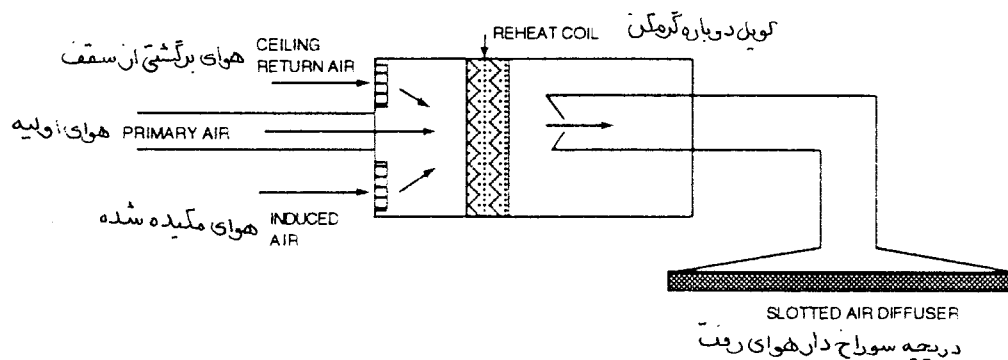 کویل دوباره گرمکن
REHEAT COIL
هوای برگشتی از سقف
CEILING
RETURN AIR
هوای اولیه
PRIMARY AIR
هوای مکیده شده
INDUCED
AIR
SLOTTED AIR DIFFUSER
دریچه سوراخ دار هوای رفت